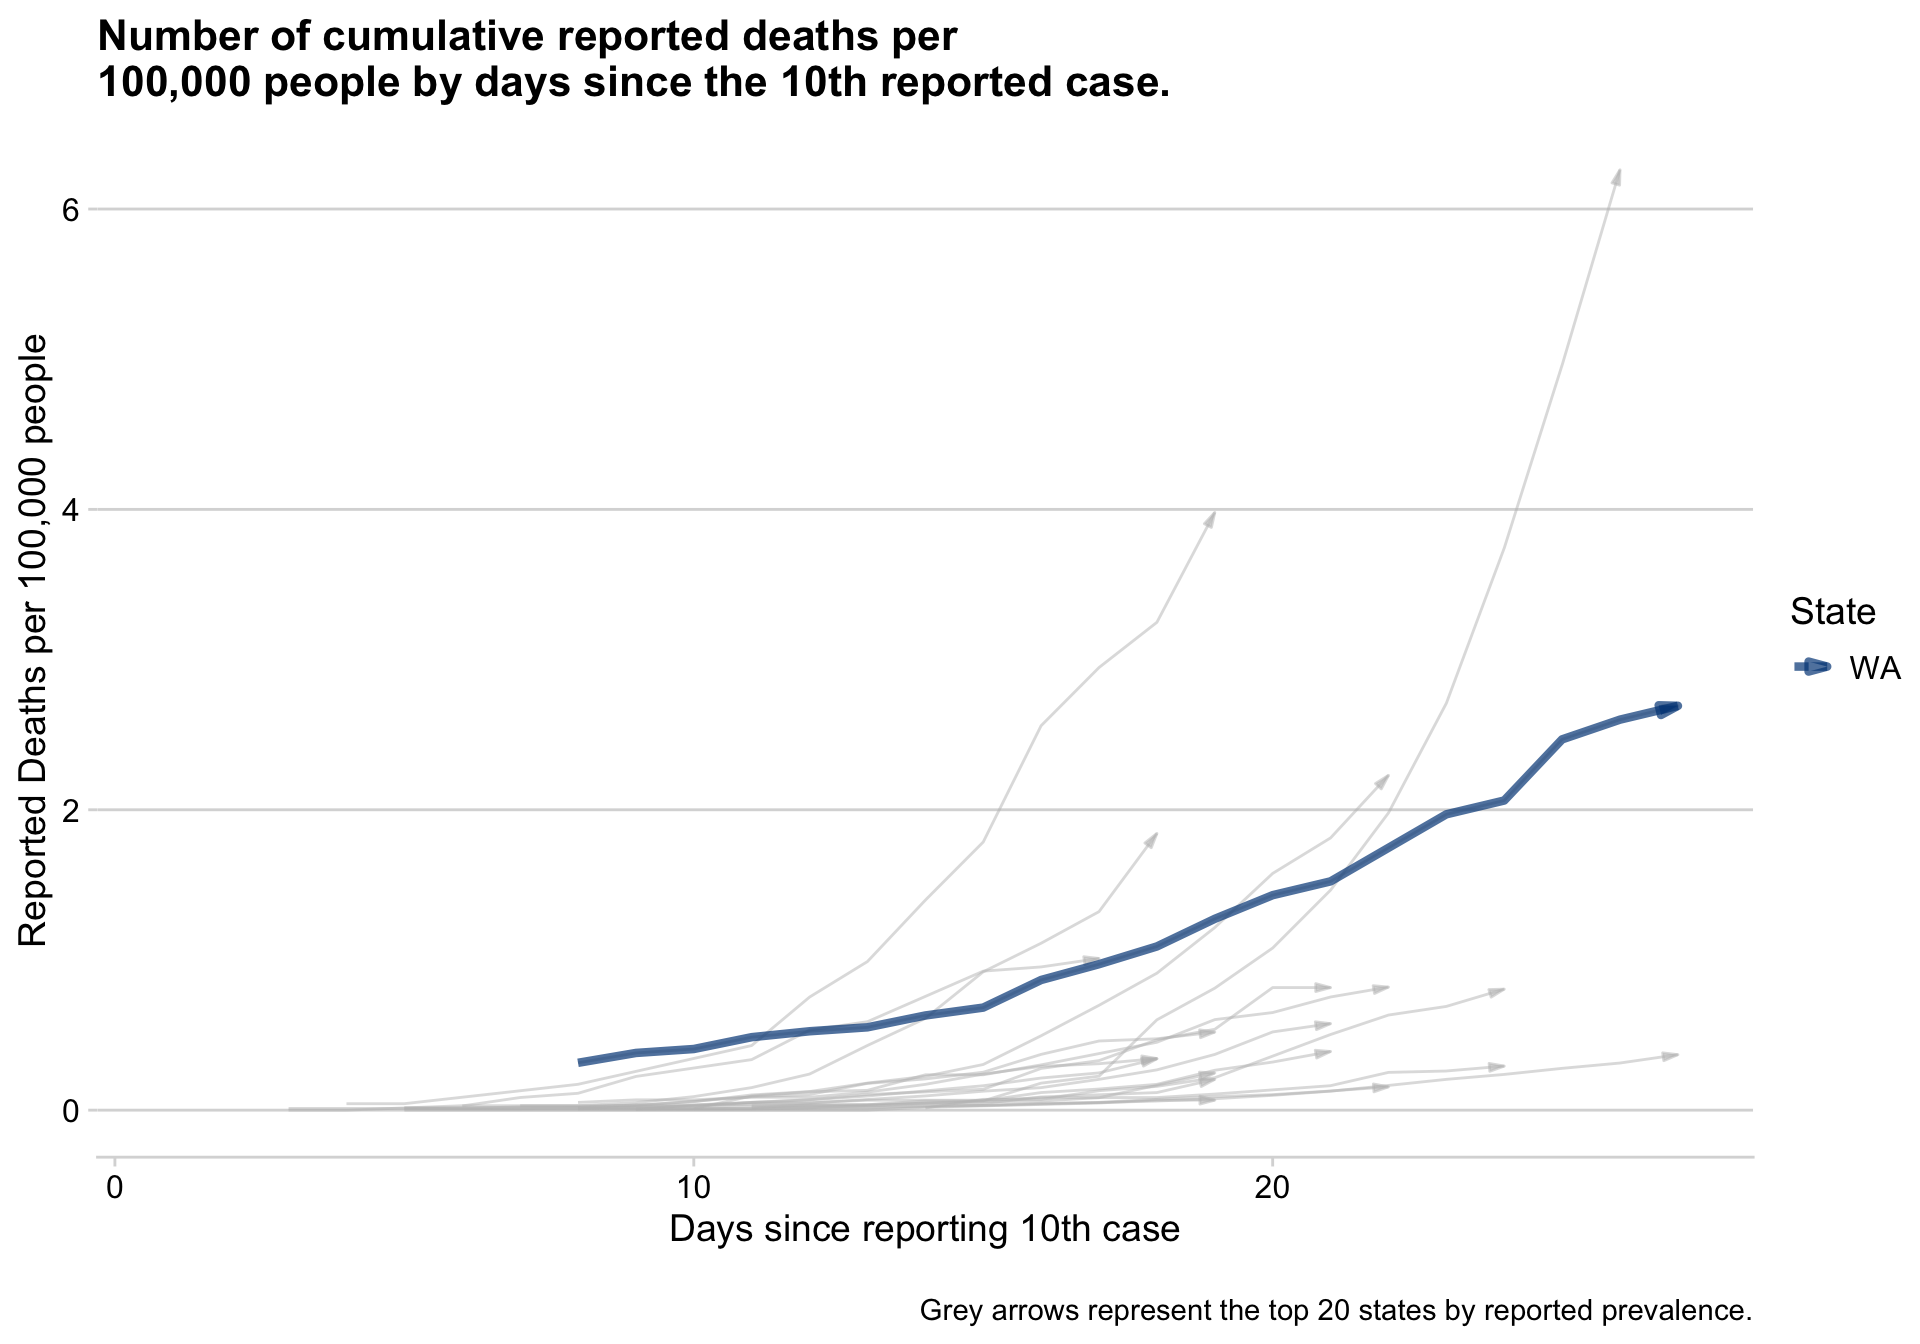 Number of cumulative reported deaths per
100,000 people by days since the 10th reported case.
Reported Deaths per 100,000 people
6
4
2
0
0
10
20
Days since reporting 10th case
State
WA
Grey arrows represent the top 20 states by reported prevalence.